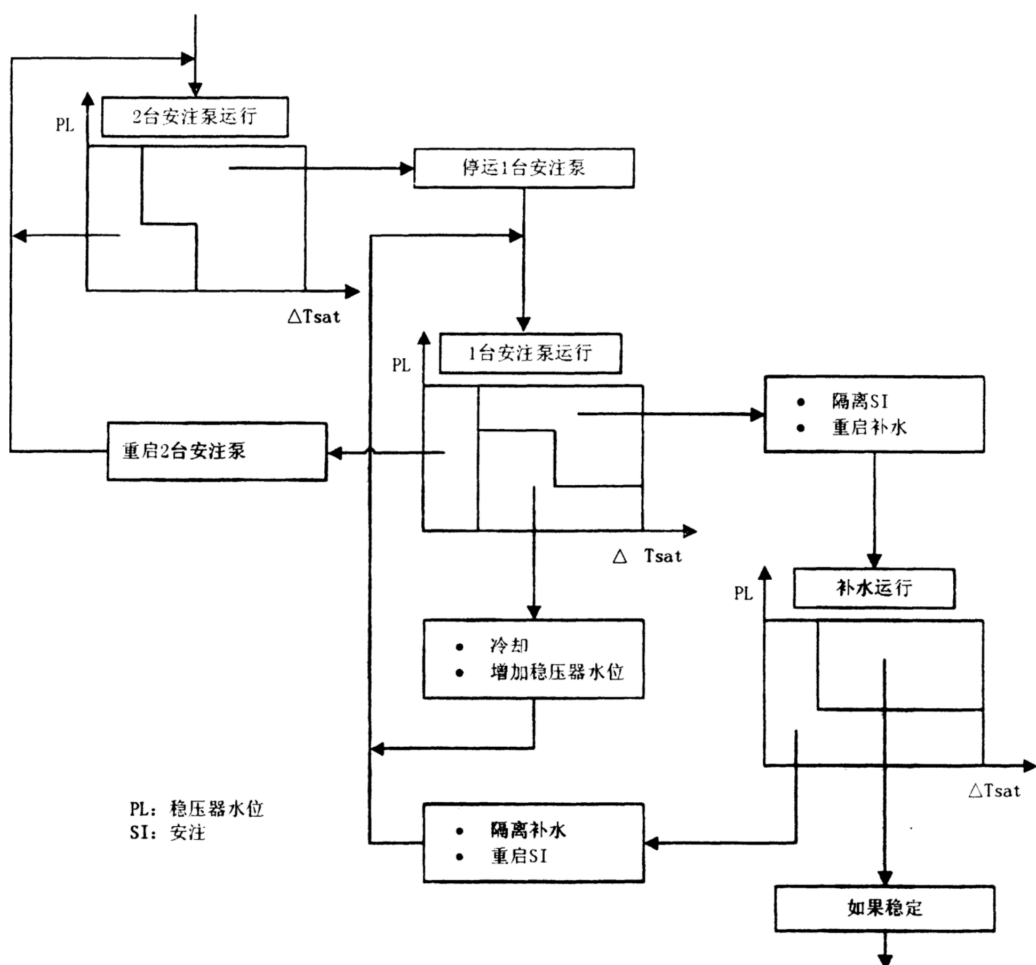 2台安注泵运行
PL
停运1台安注泵
△Tsat
1台安注泵运行
PL
● 隔离SI
● 重启补水
重启2台安注泵
△ Tsat
补水运行
PL
● 冷却
● 增加稳压器水位
△Tsat
PL: 稳压器水位
SI: 安注
● 隔离补水
● 重启SI
如果稳定